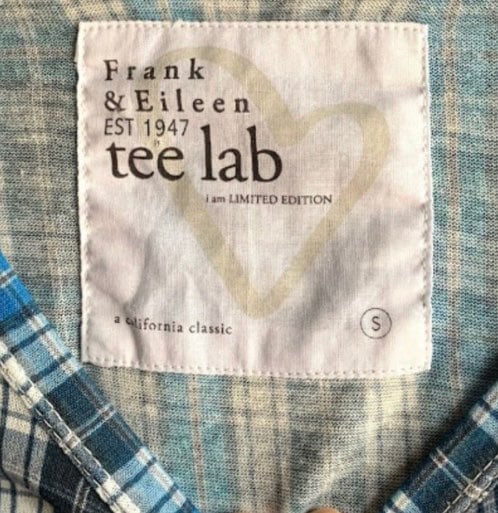 Frank
& Eileen
EST 1947
tee lab
i am LIMITED EDITION
a california classic
S